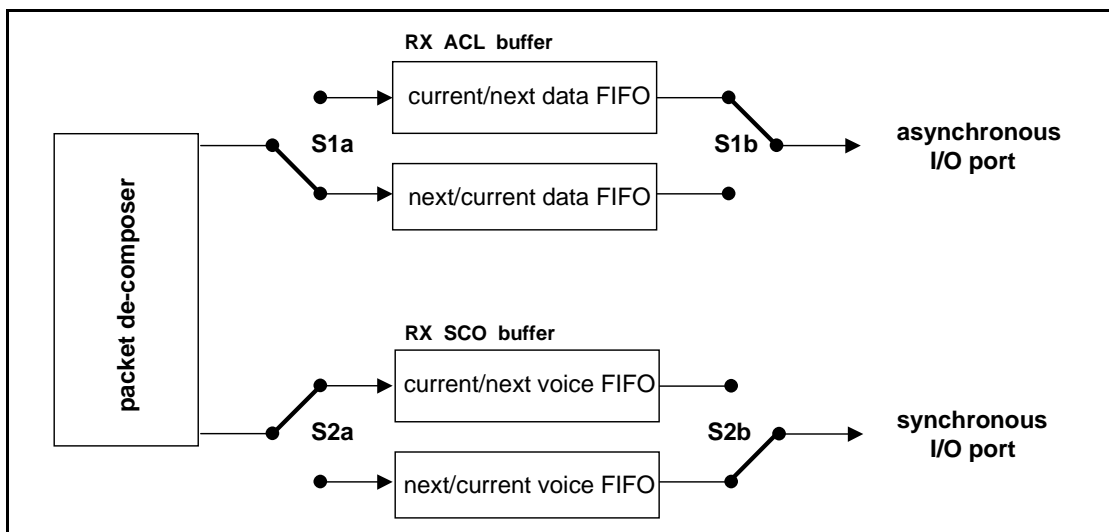 RX ACL buffer
current/next data FIFO
S1a
S1b
asynchronous
I/O port
next/current data FIFO
packet de-composer
RX SCO buffer
current/next voice FIFO
S2a
S2b
synchronous
I/O port
next/current voice FIFO